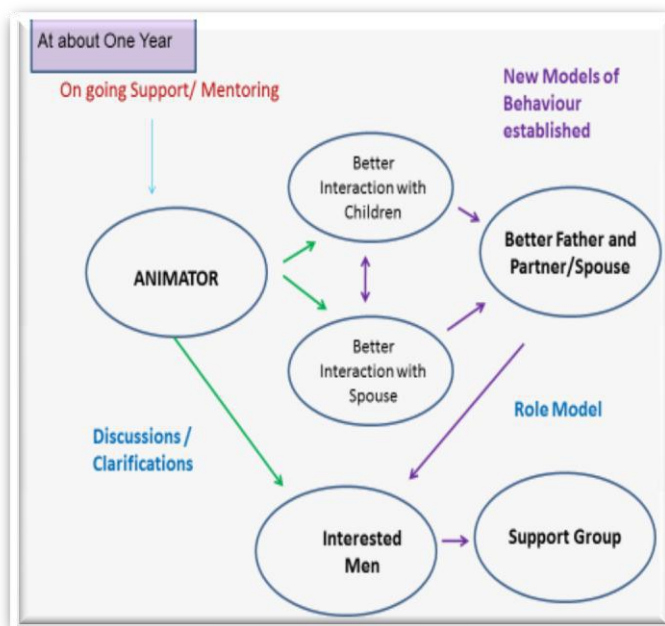 At about One Year
On going Support/ Mentoring
New Models of
Behaviour
established
Better
Interaction with
Children
ANIMATOR
Better Father and
Partner/Spouse
Better
Interaction with
Spouse
Discussions /
Clarifications
Role Model
Interested
Men
Support Group